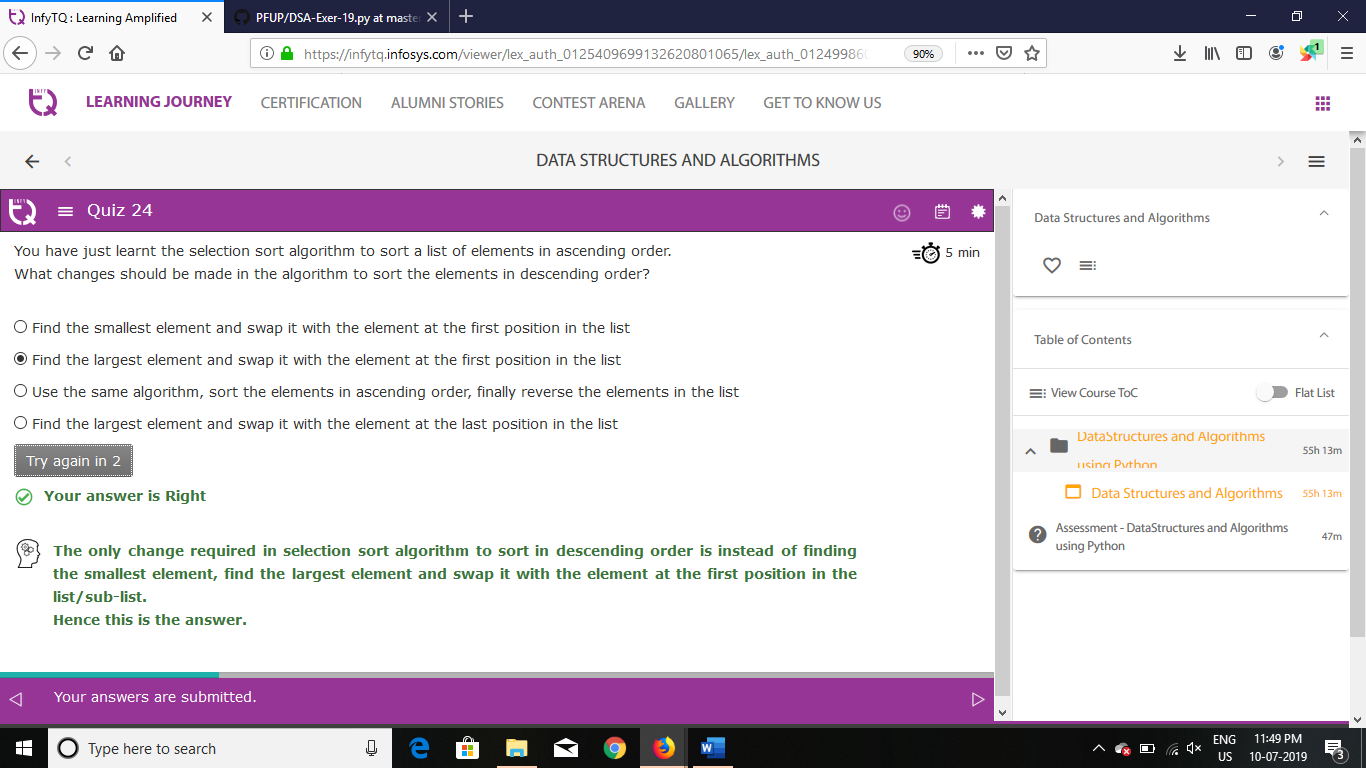 InfyTQ : Learning Amplified
PFUP/DSA-Exer-19.py at maste
https://infytq.infosys.com/viewer/lex_auth_0125409699132620801065/lex_auth_01249986
90%
1
LEARNING JOURNEY
CERTIFICATION
ALUMNI STORIES
CONTEST ARENA
GALLERY
GET TO KNOW US
DATA STRUCTURES AND ALGORITHMS
Quiz 24
You have just learnt the selection sort algorithm to sort a list of elements in ascending order.
5 min
What changes should be made in the algorithm to sort the elements in descending order?
Find the smallest element and swap it with the element at the first position in the list
Find the largest element and swap it with the element at the first position in the list
Use the same algorithm, sort the elements in ascending order, finally reverse the elements in the list
Find the largest element and swap it with the element at the last position in the list
Try again in 2
Your answer is Right
The only change required in selection sort algorithm to sort in descending order is instead of finding
the smallest element, find the largest element and swap it with the element at the first position in the
list/sub-list.
Hence this is the answer.
Your answers are submitted.
Data Structures and Algorithms
Table of Contents
View Course ToC
Flat List
DataStructures and Algorithms
using Python
55h 13m
Data Structures and Algorithms
55h 13m
Assessment - DataStructures and Algorithms
using Python
47m
Type here to search
ENG
US
11:49 PM
10-07-2019
3